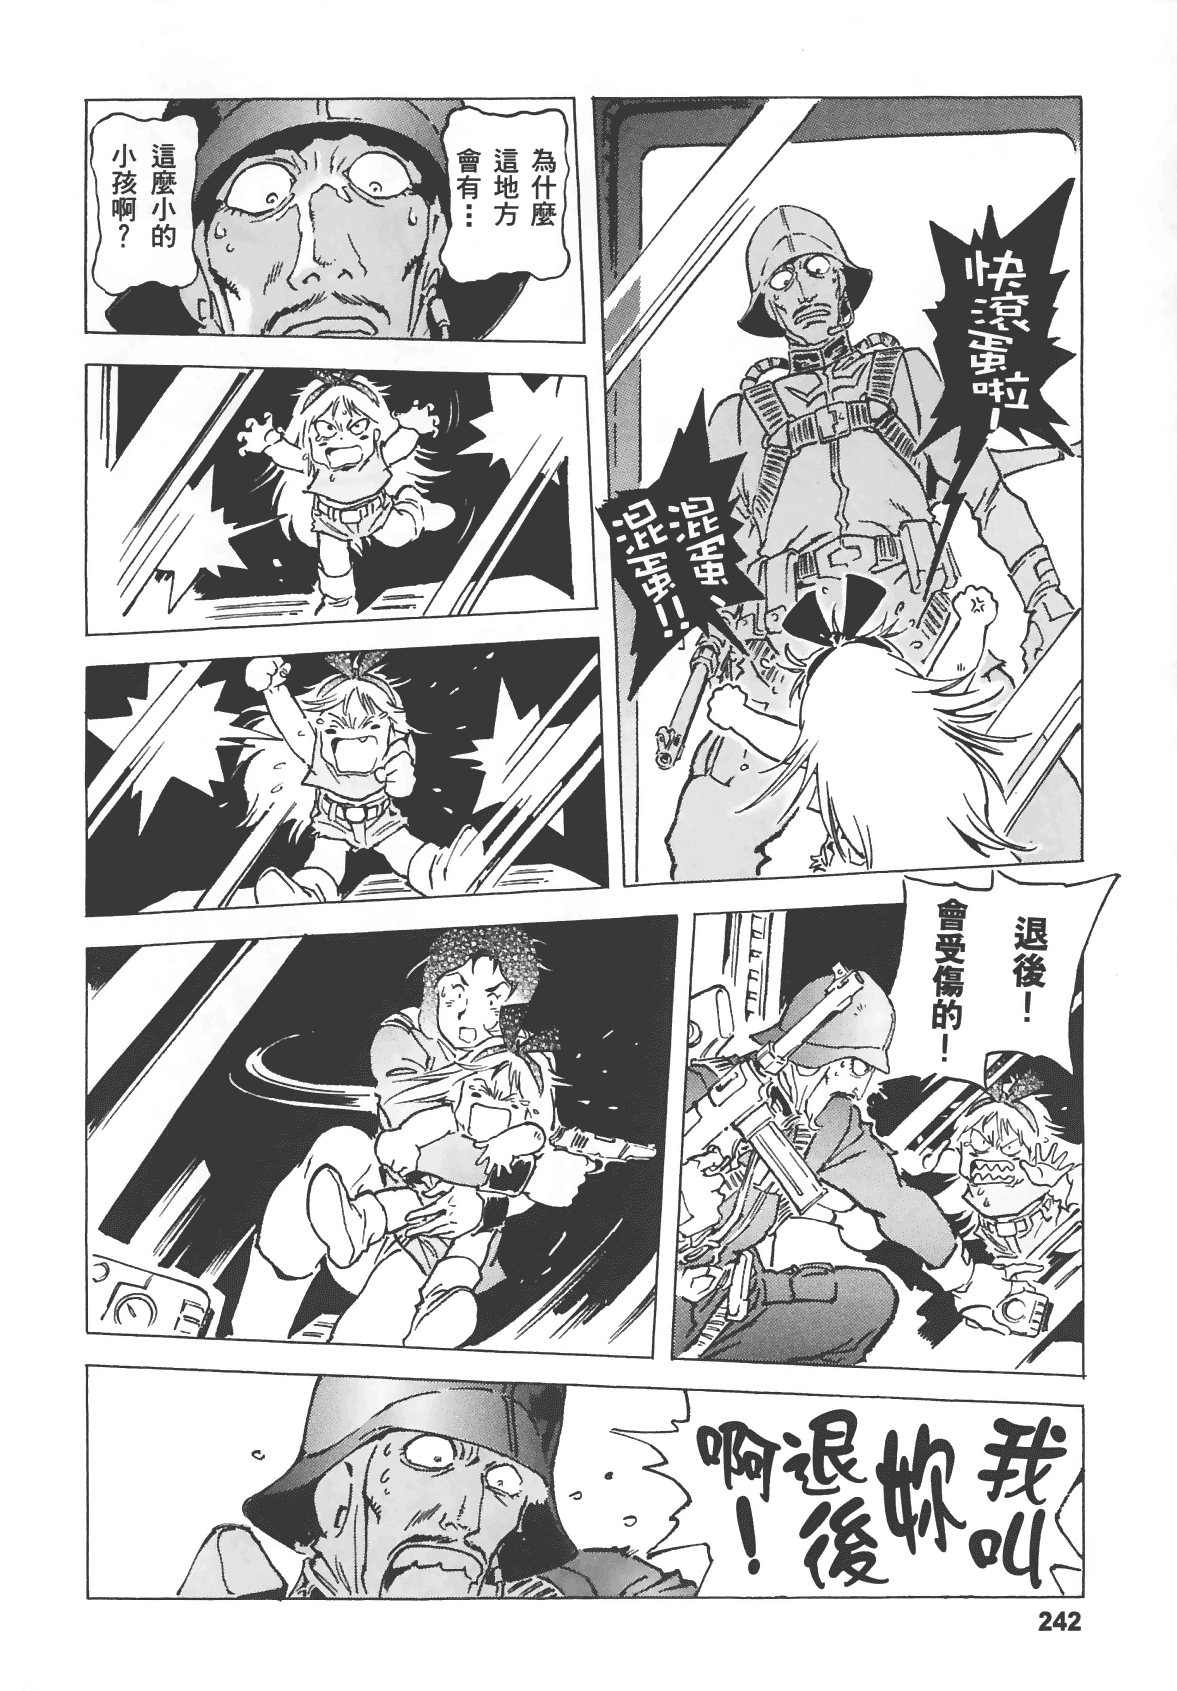 快滾蛋啦！
混蛋、
混蛋!!
為什麼
這地方
會有…
這麼小的
小孩啊？
退後！
會受傷的！
我叫
妳
退後
啊！
242